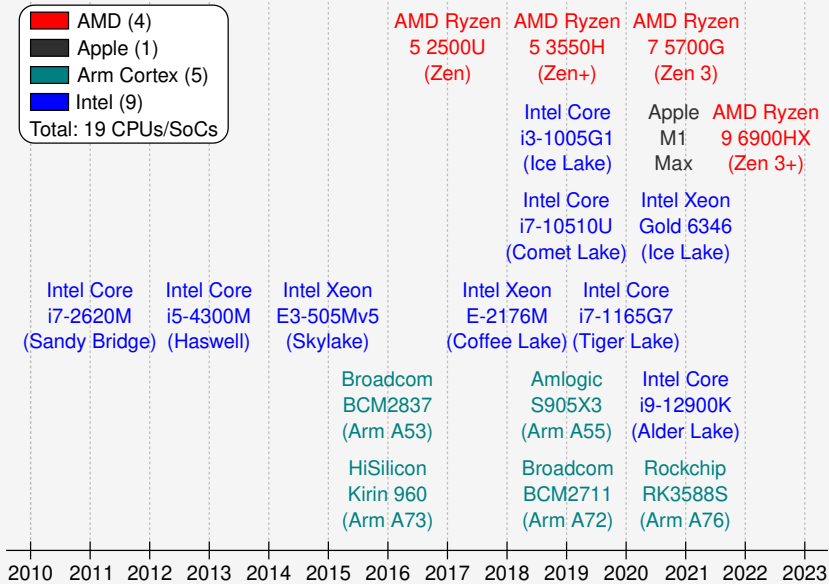 AMD (4)
Apple (1)
Arm Cortex (5)
Intel (9)
Total: 19 CPUs/SoCs
AMD Ryzen
5 2500U
(Zen)
AMD Ryzen
5 3550H
(Zen+)
AMD Ryzen
7 5700G
(Zen 3)
Intel Core
i3-1005G1
(Ice Lake)
Apple
M1
Max
AMD Ryzen
9 6900HX
(Zen 3+)
Intel Core
i7-10510U
(Comet Lake)
Intel Xeon
Gold 6346
(Ice Lake)
Intel Core
i7-2620M
(Sandy Bridge)
Intel Core
i5-4300M
(Haswell)
Intel Xeon
E3-505Mv5
(Skylake)
Intel Xeon
E-2176M
(Coffee Lake)
Intel Core
i7-1165G7
(Tiger Lake)
Broadcom
BCM2837
(Arm A53)
Amlogic
S905X3
(Arm A55)
Intel Core
i9-12900K
(Alder Lake)
HiSilicon
Kirin 960
(Arm A73)
Broadcom
BCM2711
(Arm A72)
Rockchip
RK3588S
(Arm A76)
2010 2011 2012 2013 2014 2015 2016 2017 2018 2019 2020 2021 2022 2023